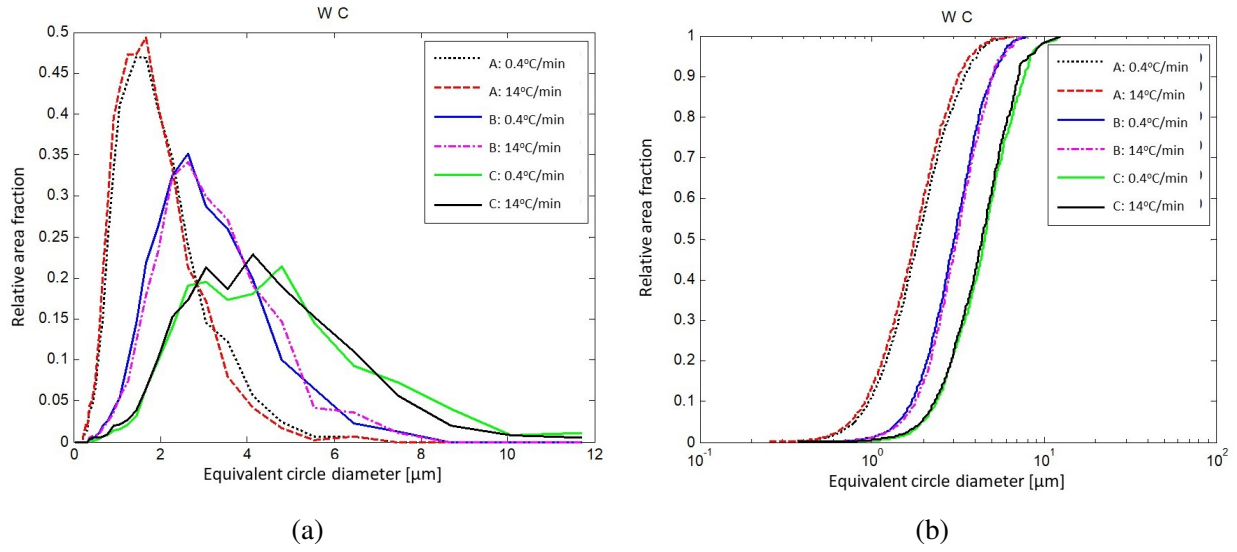 W C
0.5
0.45
0.4
0.35
0.3
0.25
0.2
0.15
0.1
0.05
0
0 2 4 6 8 10 12
Relative area fraction
Equivalent circle diameter [µm]
A: 0.4ºC/min
A: 14ºC/min
B: 0.4ºC/min
B: 14ºC/min
C: 0.4ºC/min
C: 14ºC/min
(a)
W C
1
0.9
0.8
0.7
0.6
0.5
0.4
0.3
0.2
0.1
0
10⁻¹ 10⁰ 10¹ 10²
Relative area fraction
Equivalent circle diameter [µm]
A: 0.4ºC/min
A: 14ºC/min
B: 0.4ºC/min
B: 14ºC/min
C: 0.4ºC/min
C: 14ºC/min
(b)